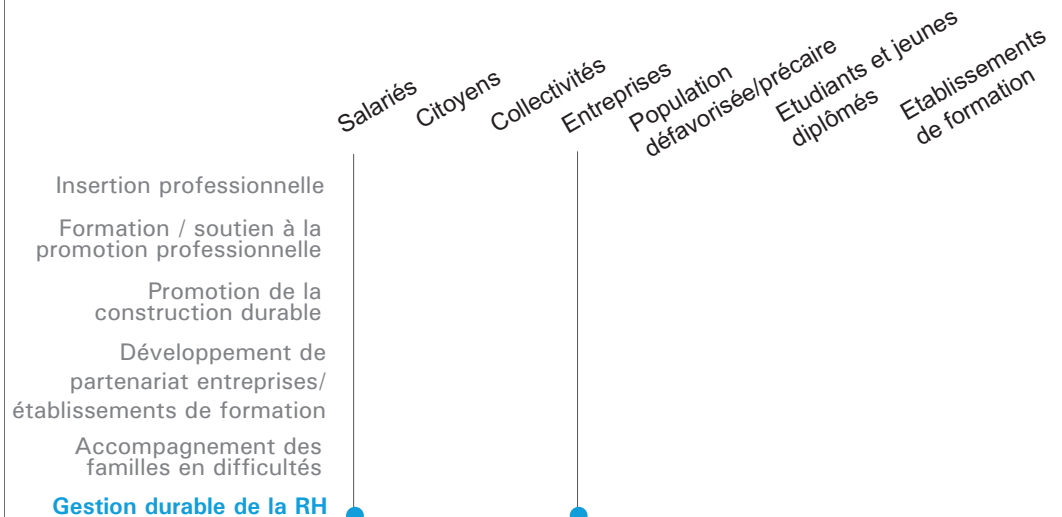 Salariés
Citoyens
Collectivités
Entreprises
Population
défavorisée/précaire
Etudiants et jeunes
diplômés
Etablissements
de formation
Insertion professionnelle
Formation / soutien à la
promotion professionnelle
Promotion de la
construction durable
Développement de
partenariat entreprises/
établissements de formation
Accompagnement des
familles en difficultés
Gestion durable de la RH